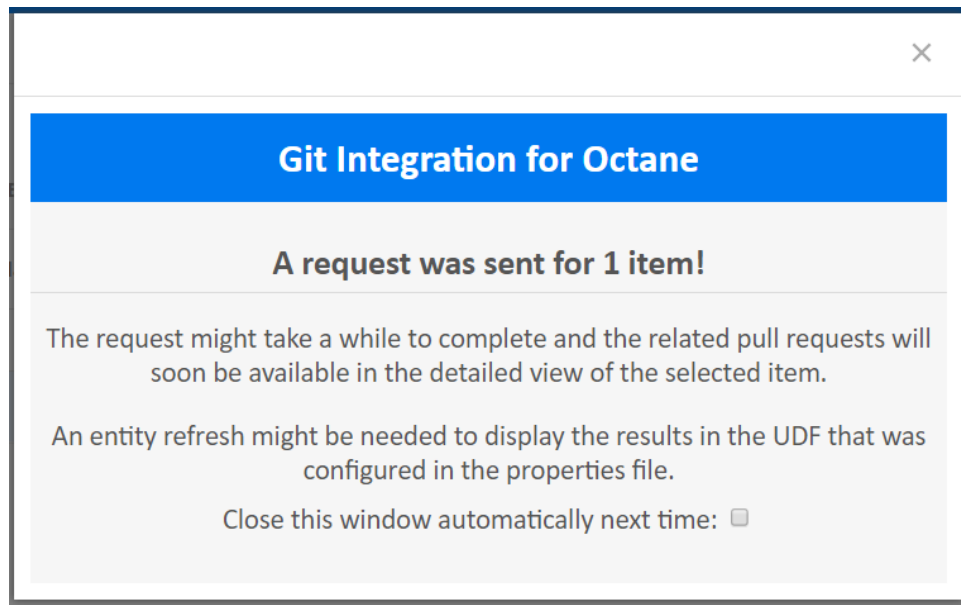 Git Integration for Octane
A request was sent for 1 item!
The request might take a while to complete and the related pull requests will
soon be available in the detailed view of the selected item.
An entity refresh might be needed to display the results in the UDF that was
configured in the properties file.
Close this window automatically next time: